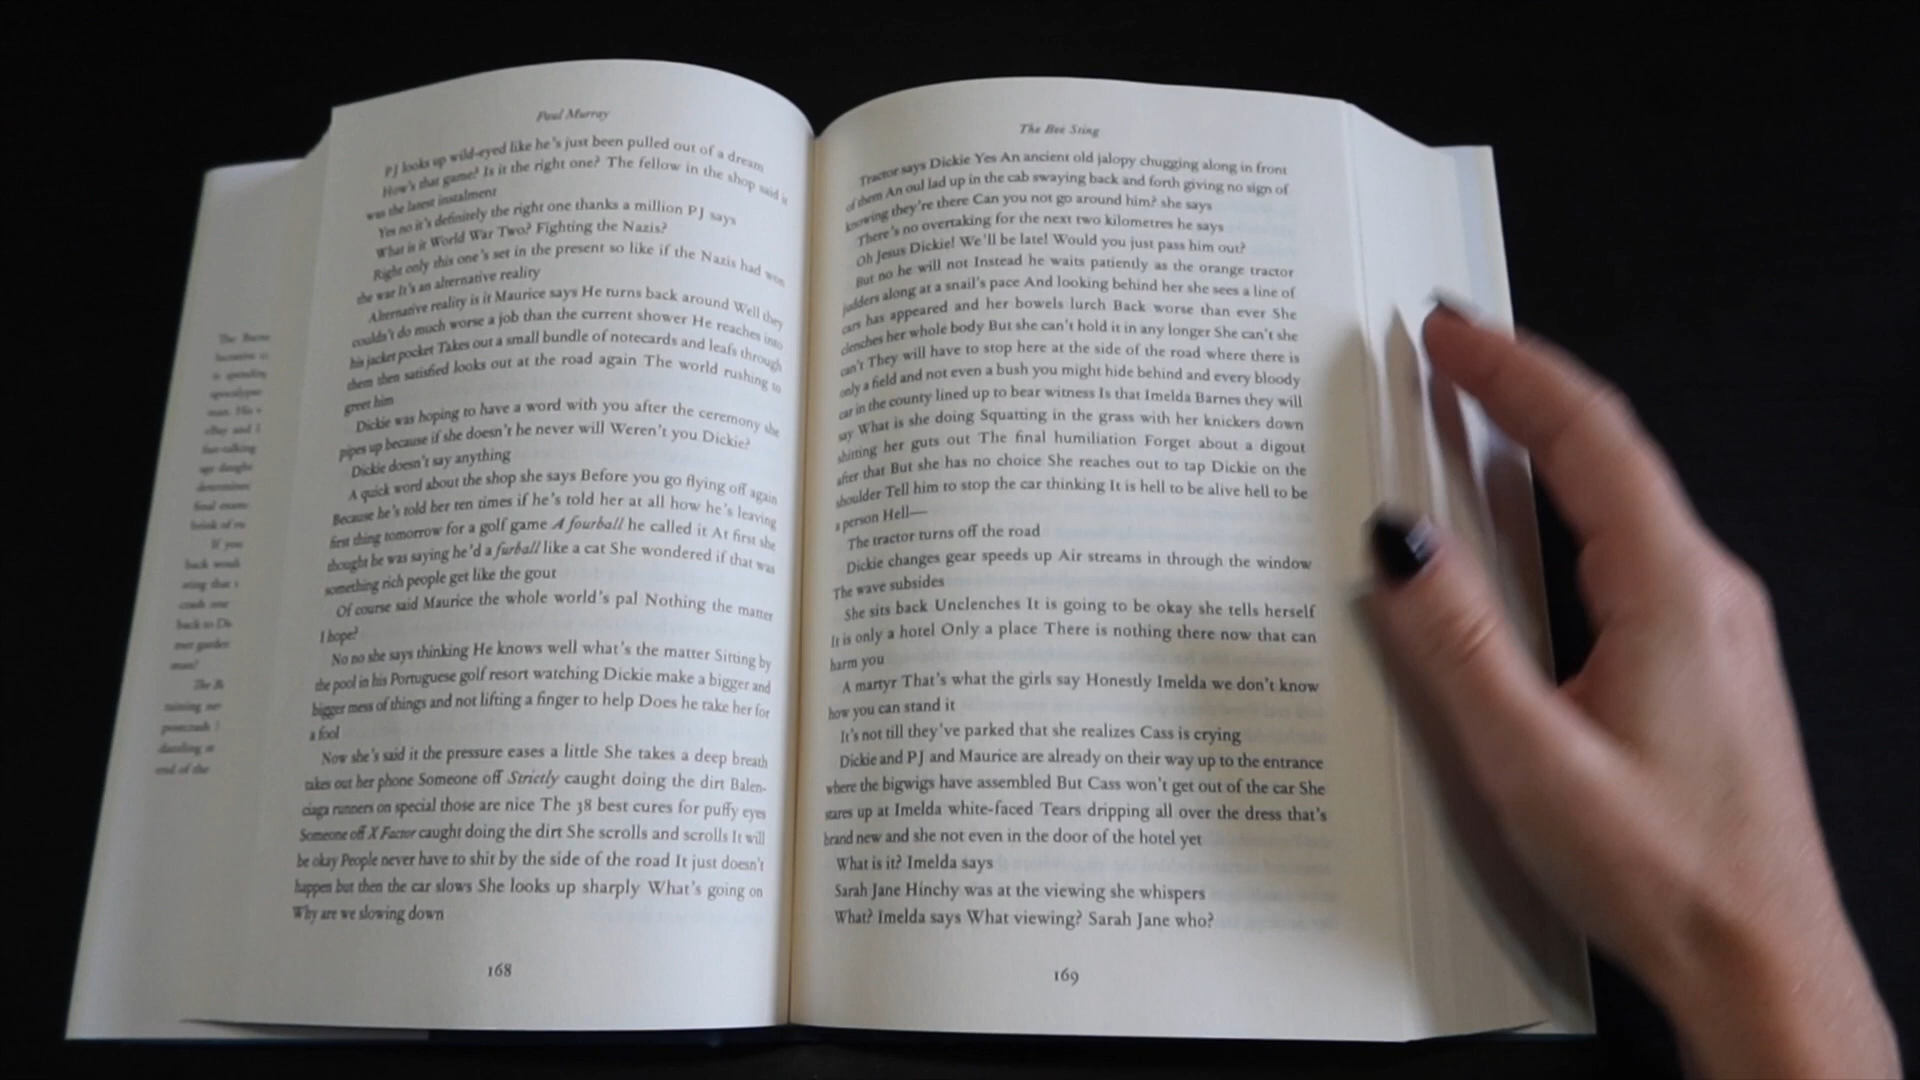 Paul Murray
PJ looks up wild-eyed like he's just been pulled out of a dream
How's that game? Is it the right one? The fellow in the shop said it
was the latest instalment
Yes no it's definitely the right one thanks a million PJ says
What is it World War Two? Fighting the Nazis?
Right only this one's set in the present so like if the Nazis had won
the war It's an alternative reality
Alternative reality is it Maurice says He turns back around Well they
couldn't do much worse a job than the current shower He reaches into
his jacket pocket Takes out a small bundle of notecards and leafs through
them then satisfied looks out at the road again The world rushing to
greet him
Dickie was hoping to have a word with you after the ceremony she
pipes up because if she doesn't he never will Weren't you Dickie?
Dickie doesn't say anything
A quick word about the shop she says Before you go flying off again
Because he's told her ten times if he's told her at all how he's leaving
first thing tomorrow for a golf game A fourball he called it At first she
thought he was saying he'd a furball like a cat She wondered if that was
something rich people get like the gout
Of course said Maurice the whole world's pal Nothing the matter
I hope?
No no she says thinking He knows well what's the matter Sitting by
the pool in his Portuguese golf resort watching Dickie make a bigger and
bigger mess of things and not lifting a finger to help Does he take her for
a fool
Now she's said it the pressure eases a little She takes a deep breath
takes out her phone Someone off Strictly caught doing the dirt Balen-
ciaga runners on special those are nice The 38 best cures for puffy eyes
Someone off X Factor caught doing the dirt She scrolls and scrolls It will
be okay People never have to shit by the side of the road It just doesn't
happen but then the car slows She looks up sharply What's going on
Why are we slowing down
168
The Bee Sting
Tractor says Dickie Yes An ancient old jalopy chugging along in front
of them An oul lad up in the cab swaying back and forth giving no sign of
knowing they're there Can you not go around him? she says
There's no overtaking for the next two kilometres he says
Oh Jesus Dickie! We'll be late! Would you just pass him out?
But no he will not Instead he waits patiently as the orange tractor
judders along at a snail's pace And looking behind her she sees a line of
cars has appeared and her bowels lurch Back worse than ever She
clenches her whole body But she can't hold it in any longer She can't she
can't They will have to stop here at the side of the road where there is
only a field and not even a bush you might hide behind and every bloody
car in the county lined up to bear witness Is that Imelda Barnes they will
say What is she doing Squatting in the grass with her knickers down
shitting her guts out The final humiliation Forget about a digout
after that But she has no choice She reaches out to tap Dickie on the
shoulder Tell him to stop the car thinking It is hell to be alive hell to be
a person Hell—
The tractor turns off the road
Dickie changes gear speeds up Air streams in through the window
The wave subsides
She sits back Unclenches It is going to be okay she tells herself
It is only a hotel Only a place There is nothing there now that can
harm you
A martyr That's what the girls say Honestly Imelda we don't know
how you can stand it
It's not till they've parked that she realizes Cass is crying
Dickie and PJ and Maurice are already on their way up to the entrance
where the bigwigs have assembled But Cass won't get out of the car She
stares up at Imelda white-faced Tears dripping all over the dress that's
brand new and she not even in the door of the hotel yet
What is it? Imelda says
Sarah Jane Hinchy was at the viewing she whispers
What? Imelda says What viewing? Sarah Jane who?
169